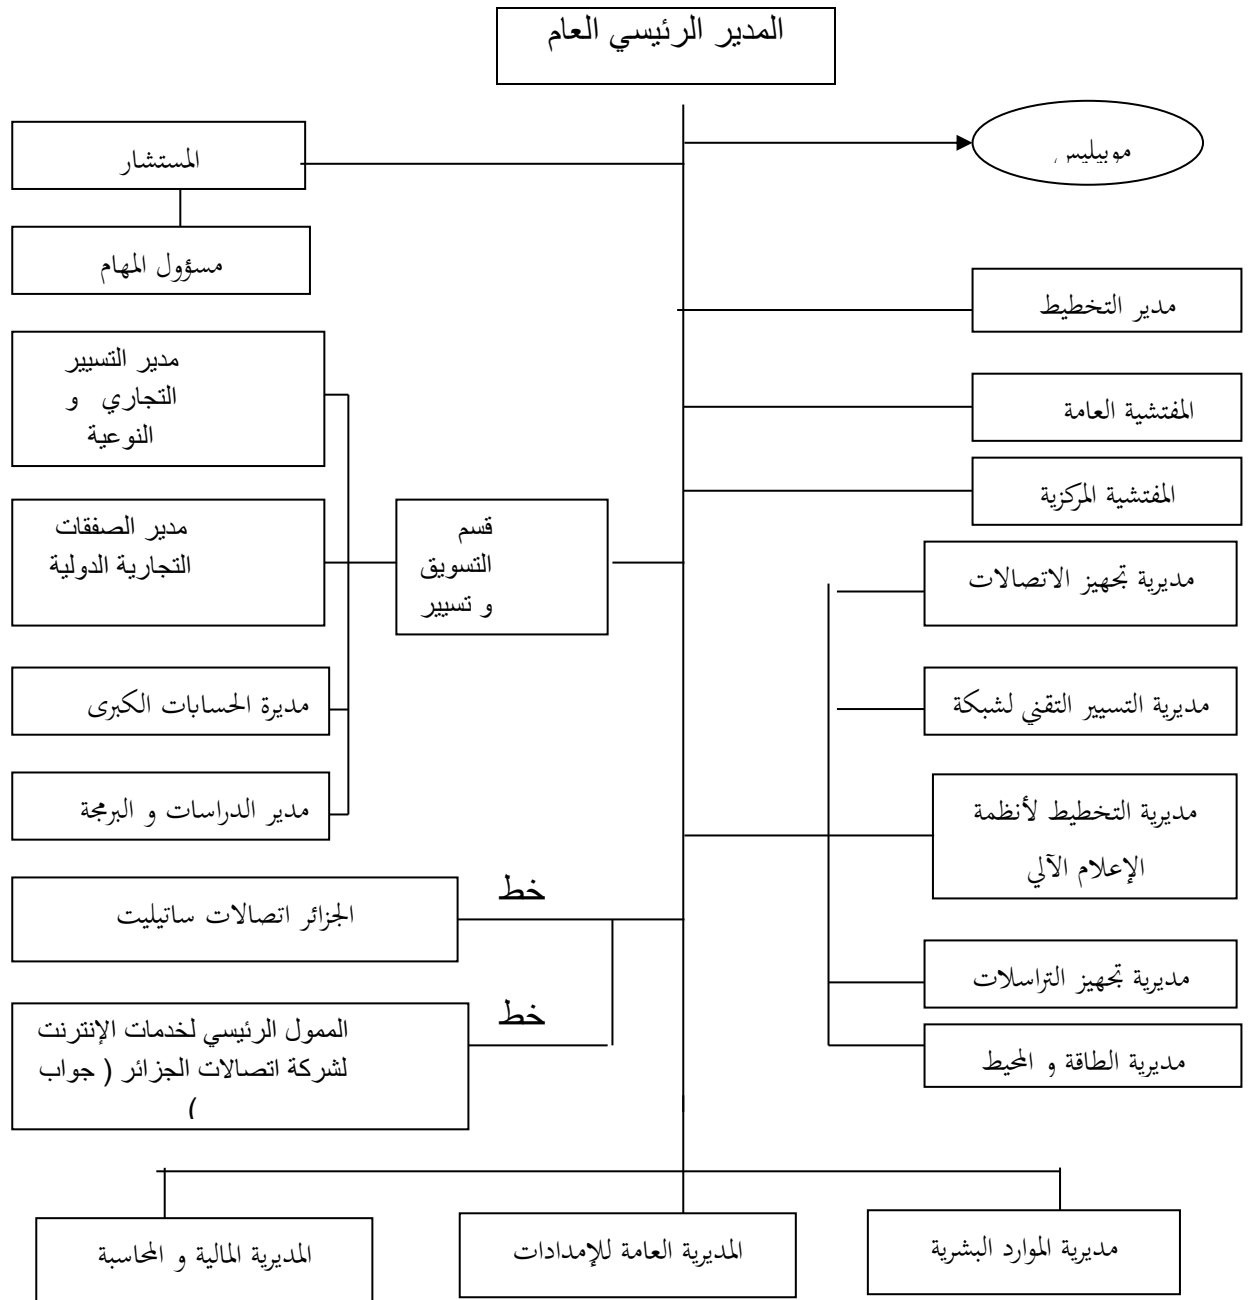 المدير الرئيسي العام
موبيليس
المستشار
مسؤول المهام
مدير التخطيط
مدير التسيير
التجاري و
النوعية
المفتشية العامة
المفتشية المركزية
مدير الصفقات
التجارية الدولية
قسم
التسويق
و تسيير
مديرية تجهيز الاتصالات
مديرة الحسابات الكبرى
مديرية التسيير التقني لشبكة
مدير الدراسات و البرمجة
مديرية التخطيط لأنظمة
الإعلام الآلي
خط
الجزائر اتصالات ساتيليت
مديرية تجهيز التراسلات
خط
الممول الرئيسي لخدمات الإنترنت
لشركة اتصالات الجزائر ( جواب
)
مديرية الطاقة و المحيط
مديرية الموارد البشرية
المديرية العامة للإمدادات
المديرية المالية و المحاسبة